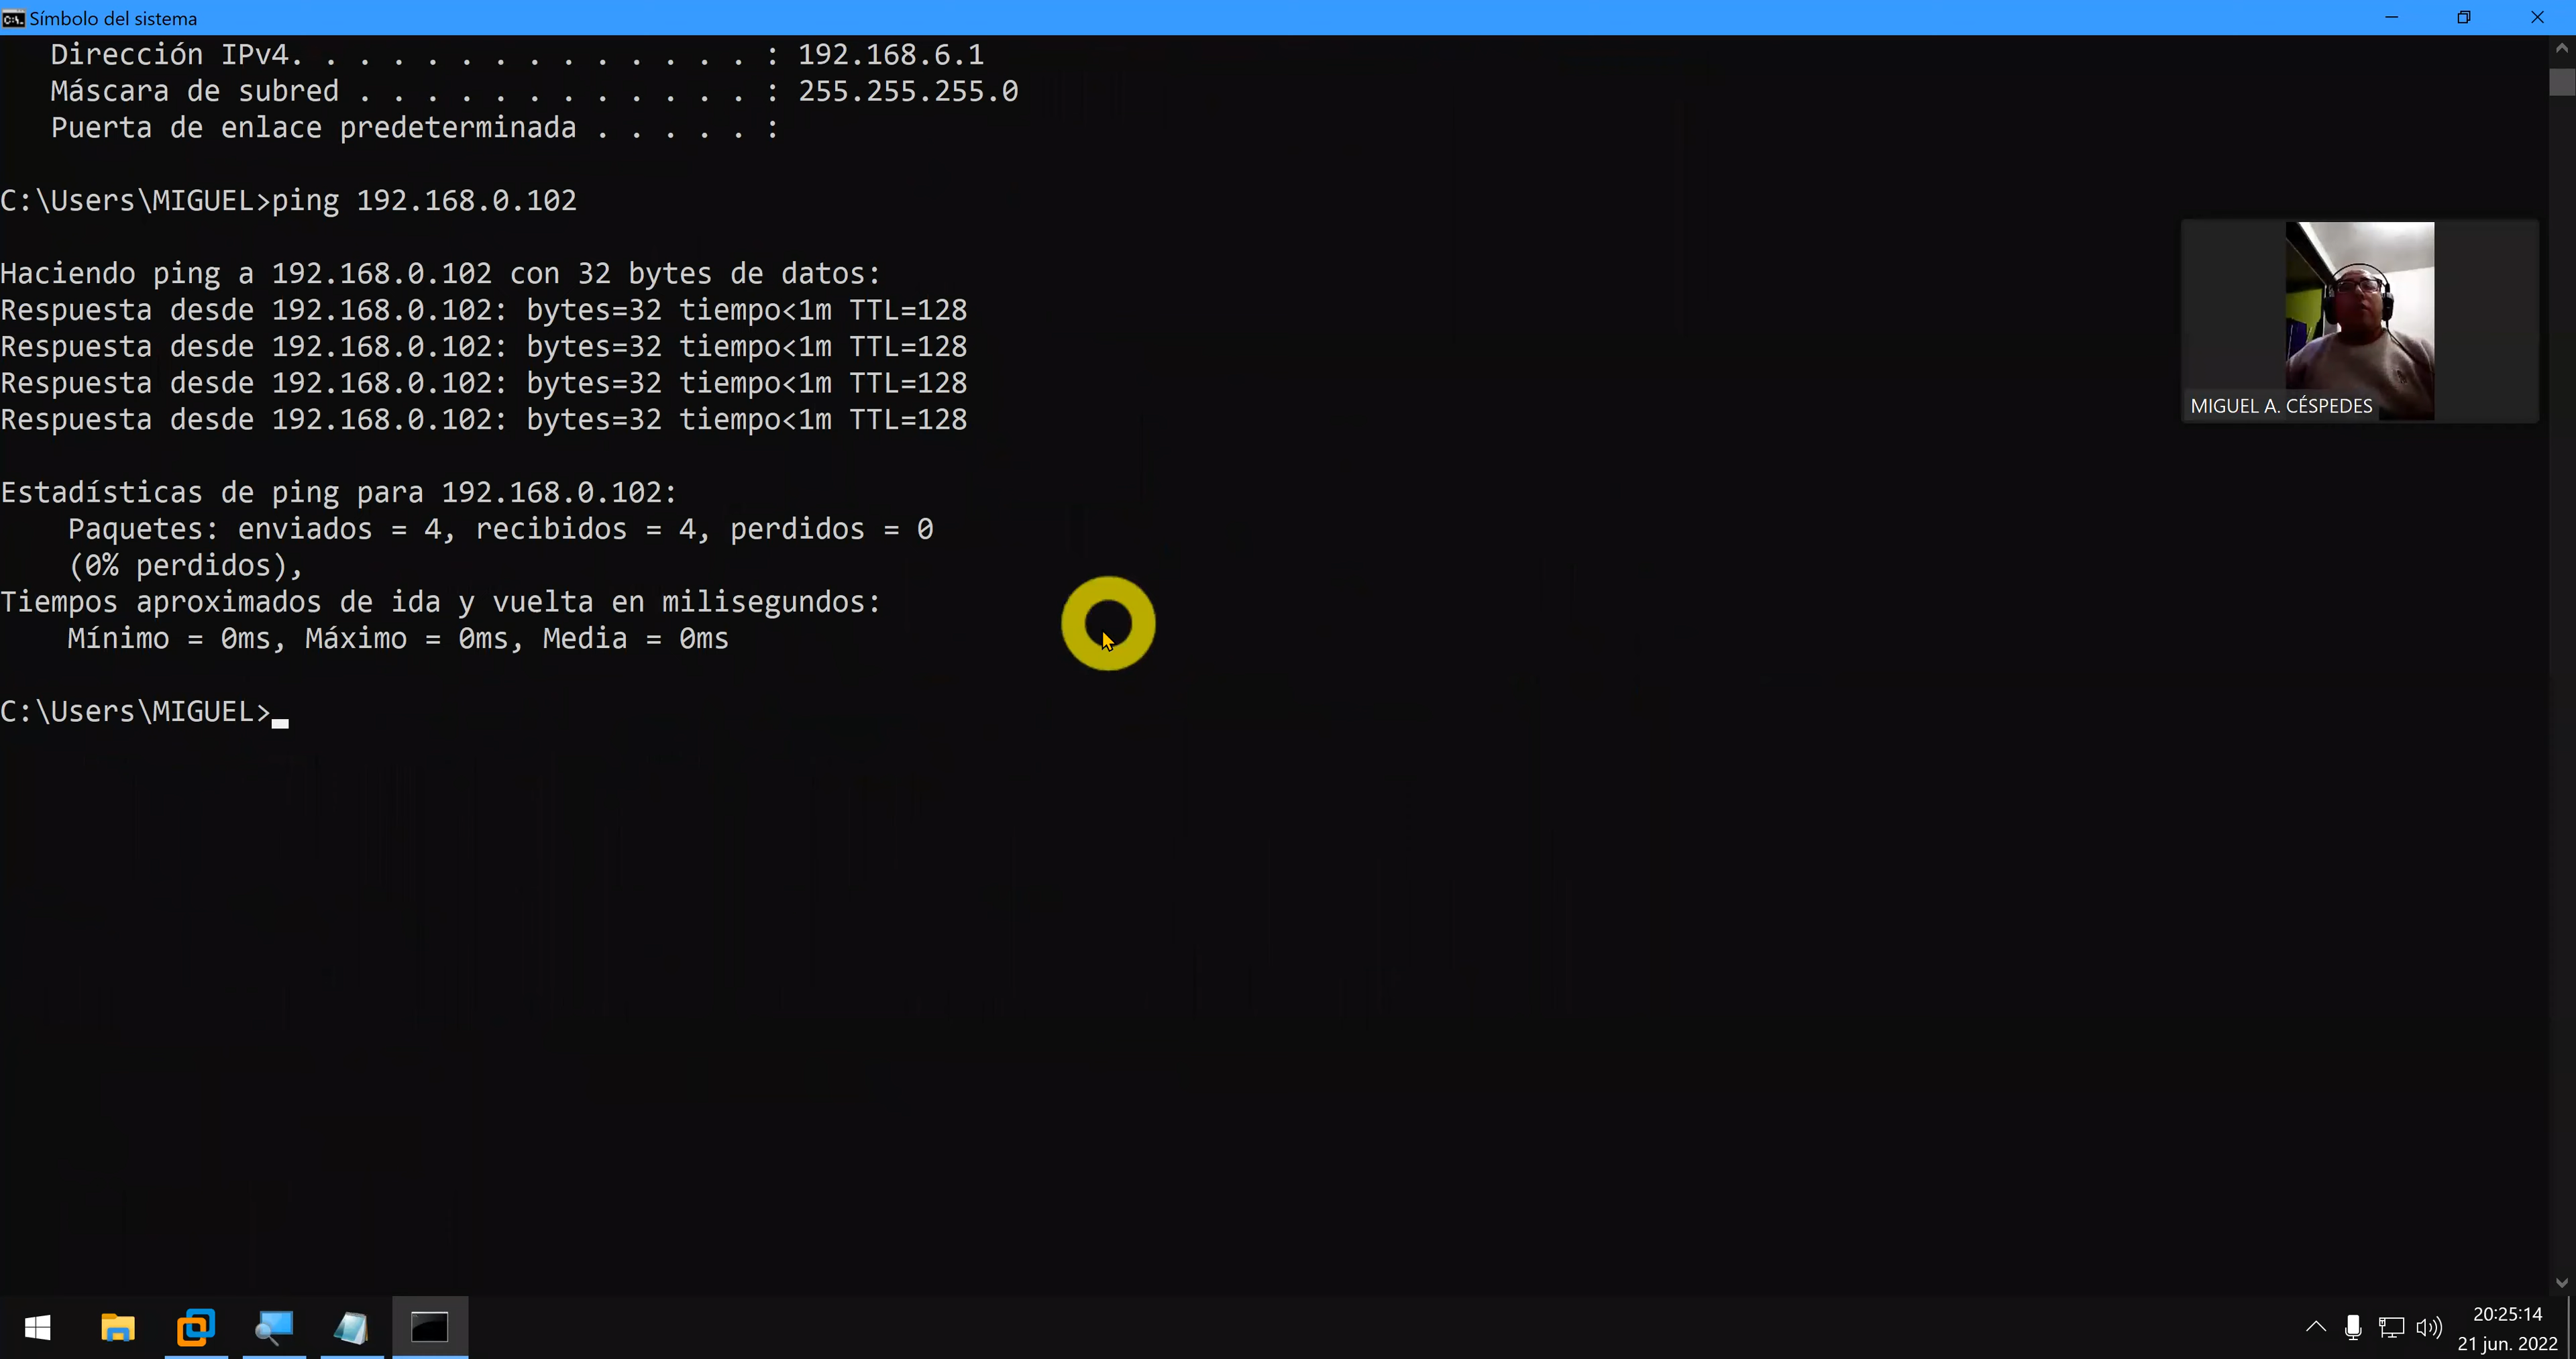 Símbolo del sistema
Dirección IPv4. . . . . . . . . . . . . . : 192.168.6.1
Máscara de subred . . . . . . . . . . . . : 255.255.255.0
Puerta de enlace predeterminada . . . . . :
C:\Users\MIGUEL>ping 192.168.0.102
Haciendo ping a 192.168.0.102 con 32 bytes de datos:
Respuesta desde 192.168.0.102: bytes=32 tiempo<1m TTL=128
Respuesta desde 192.168.0.102: bytes=32 tiempo<1m TTL=128
Respuesta desde 192.168.0.102: bytes=32 tiempo<1m TTL=128
Respuesta desde 192.168.0.102: bytes=32 tiempo<1m TTL=128
MIGUEL A. CÉSPEDES
Estadísticas de ping para 192.168.0.102:
Paquetes: enviados = 4, recibidos = 4, perdidos = 0
(0% perdidos),
Tiempos aproximados de ida y vuelta en milisegundos:
Mínimo = 0ms, Máximo = 0ms, Media = 0ms
C:\Users\MIGUEL>
20:25:14
21 jun. 2022